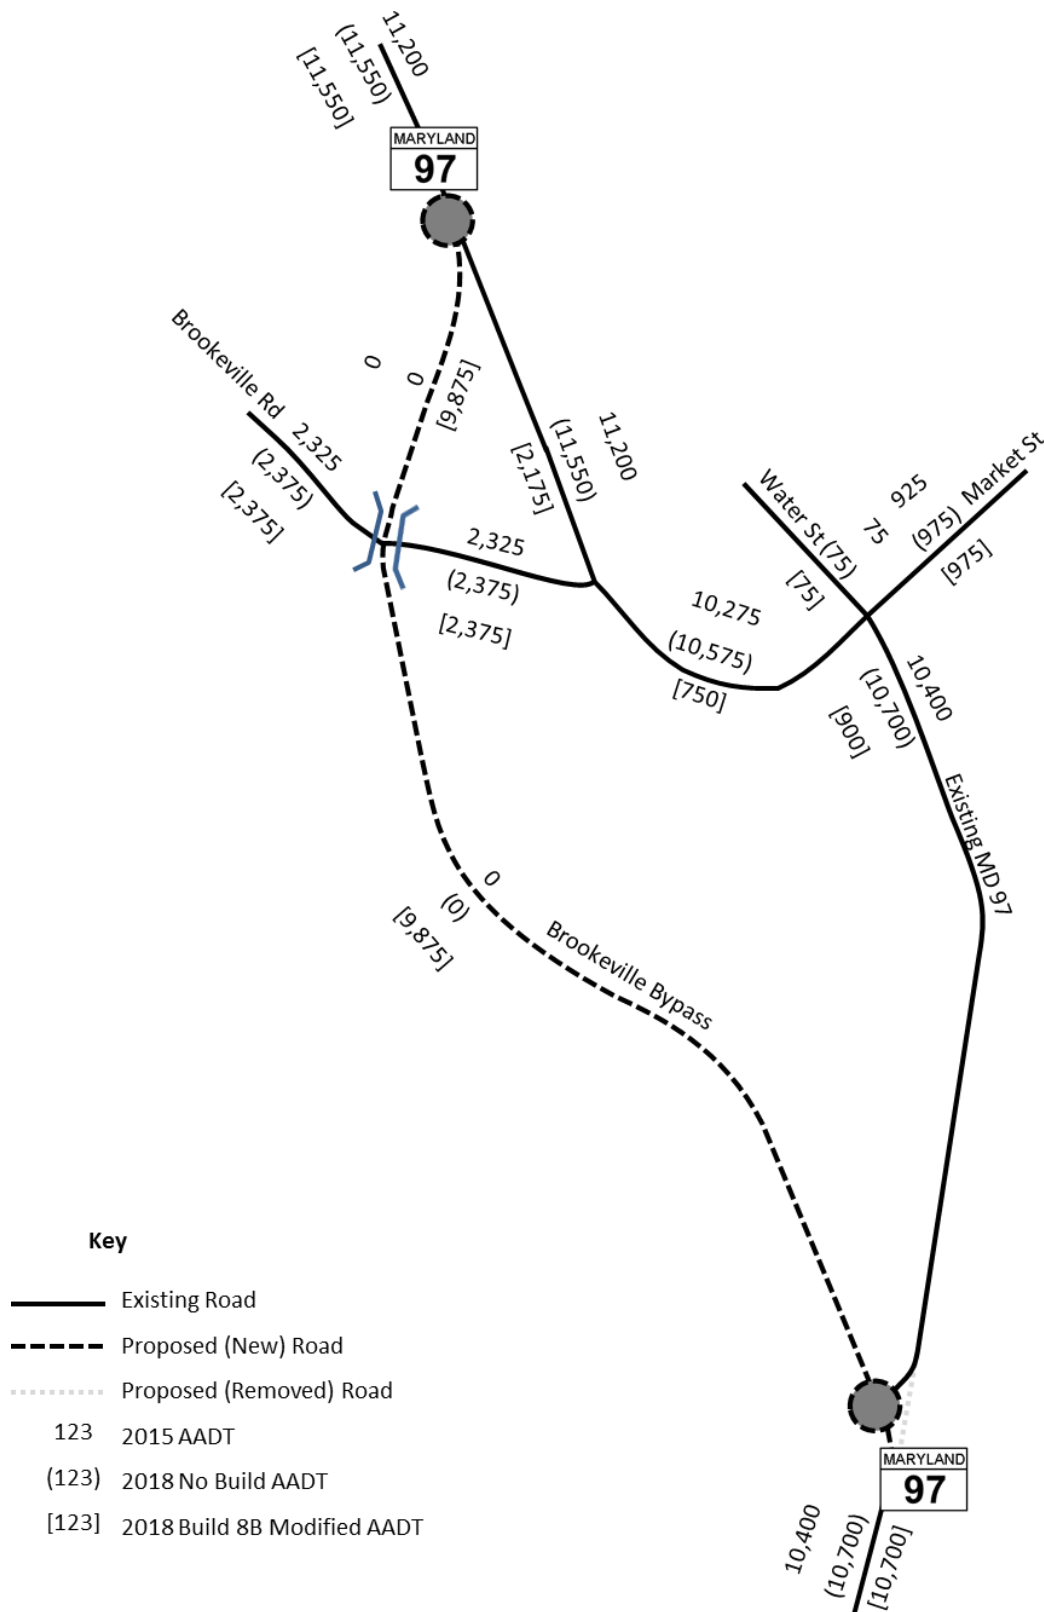 11,200
(11,550)
[11,550]
MARYLAND
97
Brookeville Rd
2,325
(2,375)
[2,375]
0
0
[9,875]
11,200
(11,550)
[2,175]
2,325
(2,375)
[2,375]
10,275
(10,575)
[750]
Water St (75)
75
[75]
925
(975) Market St
[975]
10,400
(10,700)
[900]
Existing MD 97
0
(0)
[9,875]
Brookeville Bypass
Key
Existing Road
Proposed (New) Road
Proposed (Removed) Road
123 2015 AADT
(123) 2018 No Build AADT
[123] 2018 Build 8B Modified AADT
MARYLAND
97
10,400
(10,700)
[10,700]